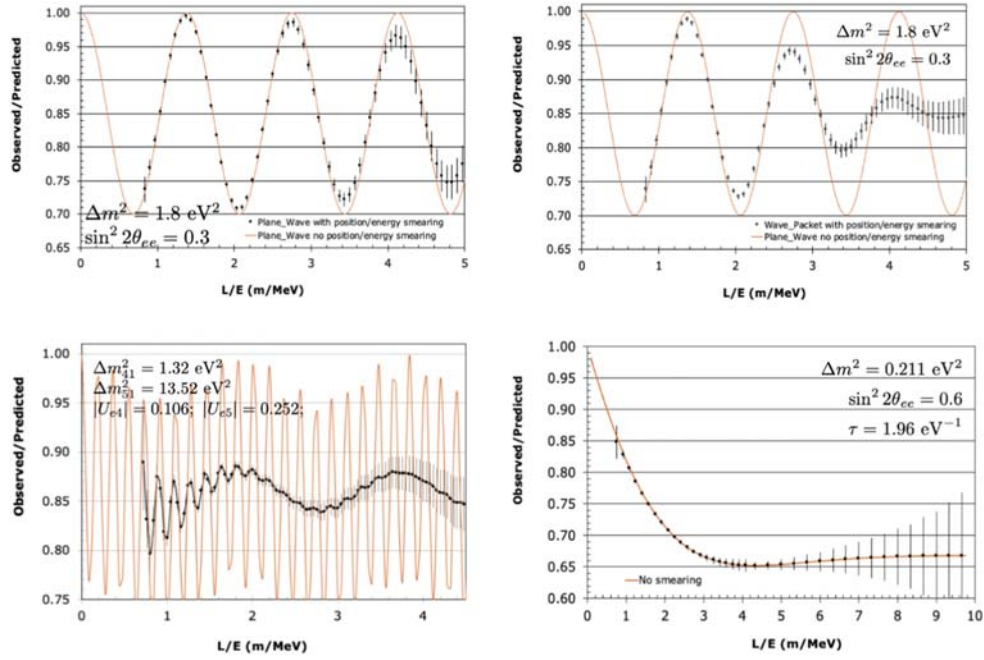 1.00
0.95
0.90
0.85
0.80
0.75
0.70
0.65
Observed/Predicted
Δm² = 1.8 eV²
sin² 2θee = 0.3
Plane_Wave with position/energy smearing
Plane_Wave no position/energy smearing
0 1 2 3 4 5
L/E (m/MeV)
1.00
0.95
0.90
0.85
0.80
0.75
0.70
0.65
Observed/Predicted
Δm² = 1.8 eV²
sin² 2θee = 0.3
Wave_Packet with position/energy smearing
Plane_Wave no position/energy smearing
0 1 2 3 4 5
L/E (m/MeV)
1.00
0.95
0.90
0.85
0.80
0.75
Observed/Predicted
Δm²41 = 1.32 eV²
Δm²51 = 13.52 eV²
|Ue4| = 0.106; |Ue5| = 0.252;
0 1 2 3 4
L/E (m/MeV)
1.00
0.95
0.90
0.85
0.80
0.75
0.70
0.65
0.60
Observed/Predicted
Δm² = 0.211 eV²
sin² 2θee = 0.6
τ = 1.96 eV⁻¹
No smearing
0 1 2 3 4 5 6 7 8 9 10
L/E (m/MeV)